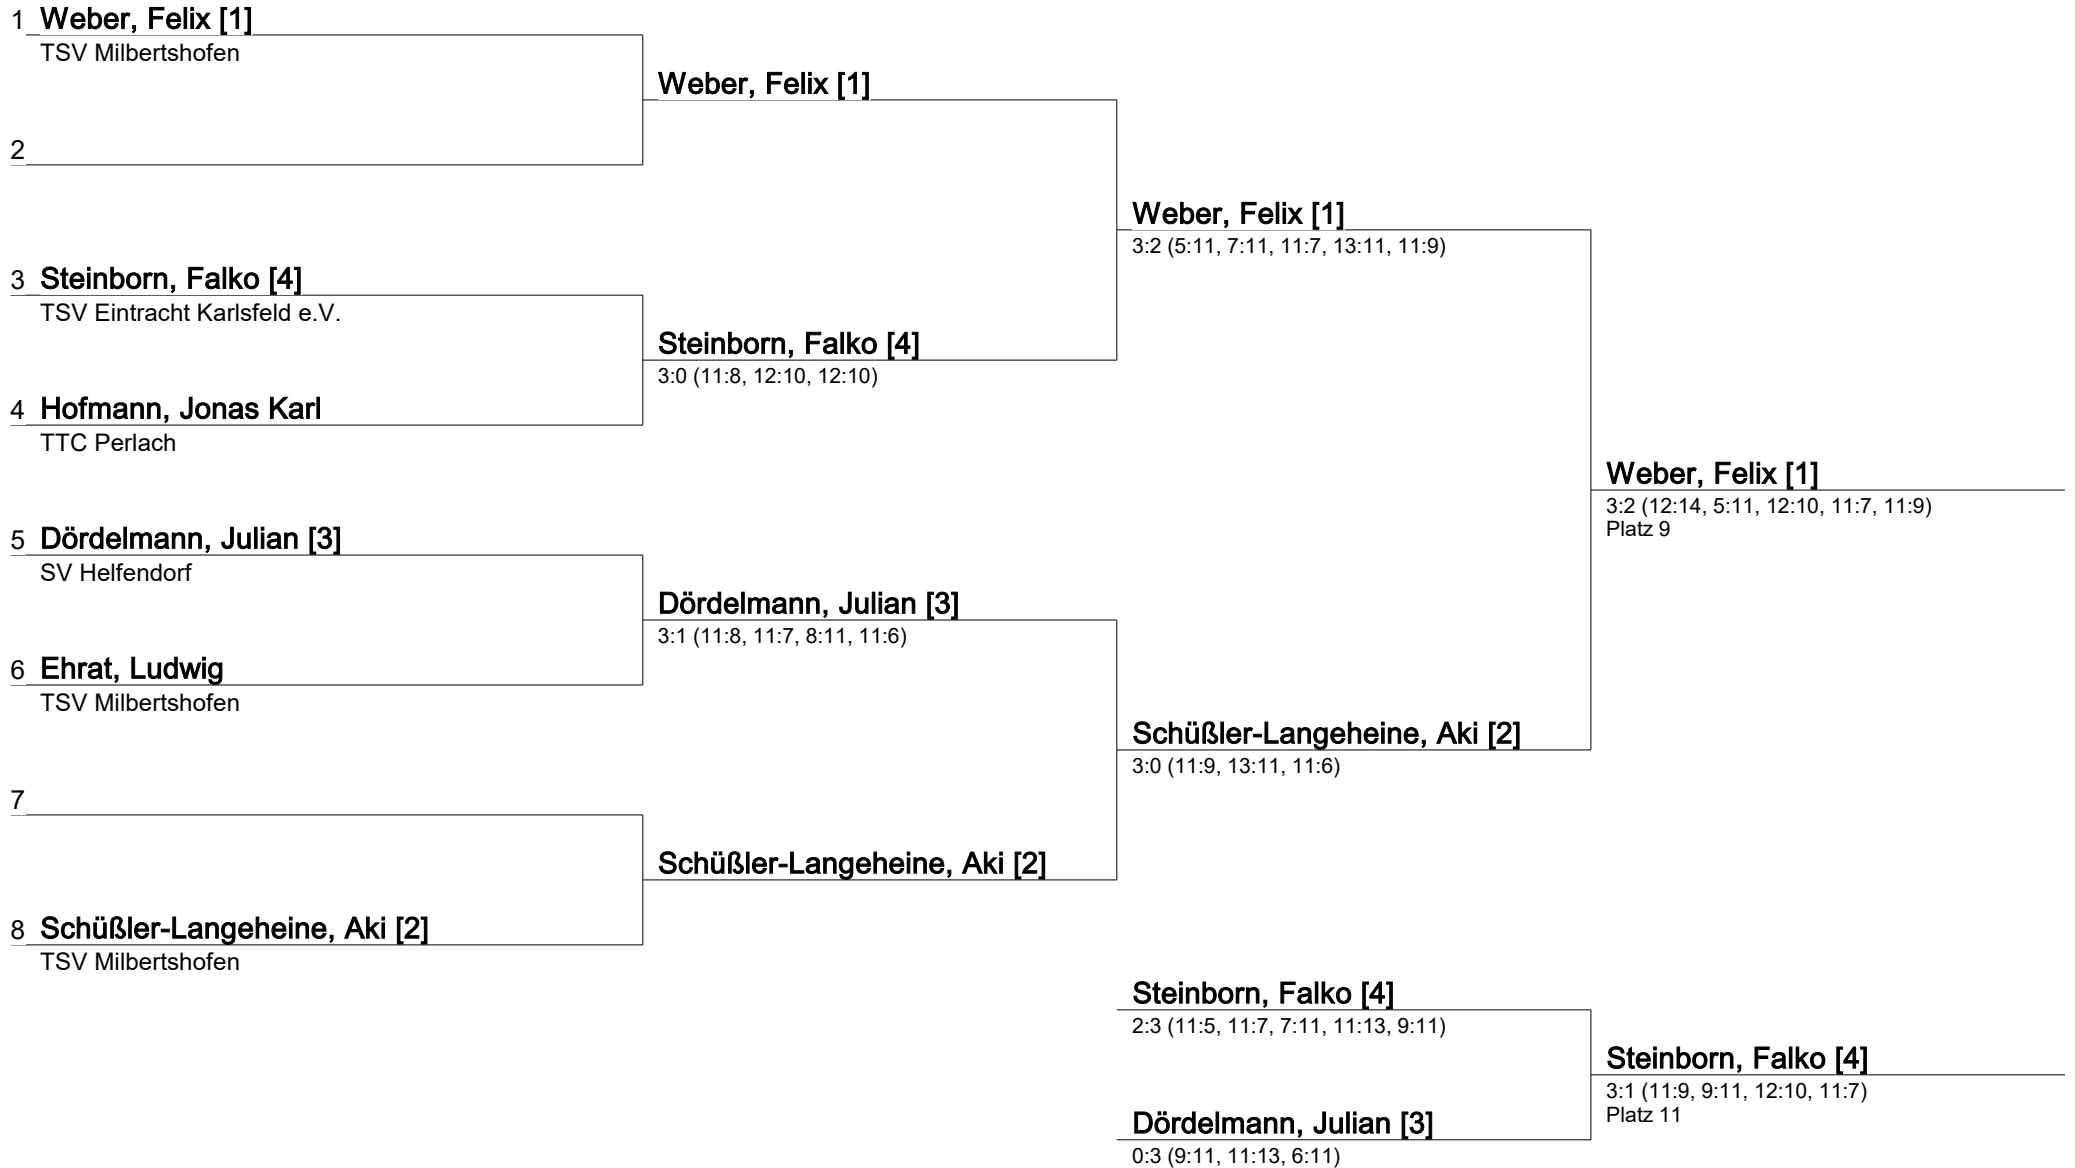 1 Weber, Felix [1]
TSV Milbertshofen
Weber, Felix [1]
2
Weber, Felix [1]
3:2 (5:11, 7:11, 11:7, 13:11, 11:9)
3 Steinborn, Falko [4]
TSV Eintracht Karlsfeld e.V.
Steinborn, Falko [4]
3:0 (11:8, 12:10, 12:10)
4 Hofmann, Jonas Karl
TTC Perlach
Weber, Felix [1]
3:2 (12:14, 5:11, 12:10, 11:7, 11:9)
Platz 9
5 Dördelmann, Julian [3]
SV Helfendorf
Dördelmann, Julian [3]
3:1 (11:8, 11:7, 8:11, 11:6)
6 Ehrat, Ludwig
TSV Milbertshofen
Schüßler-Langeheine, Aki [2]
3:0 (11:9, 13:11, 11:6)
7
Schüßler-Langeheine, Aki [2]
8 Schüßler-Langeheine, Aki [2]
TSV Milbertshofen
Steinborn, Falko [4]
2:3 (11:5, 11:7, 7:11, 11:13, 9:11)
Steinborn, Falko [4]
3:1 (11:9, 9:11, 12:10, 11:7)
Platz 11
Dördelmann, Julian [3]
0:3 (9:11, 11:13, 6:11)